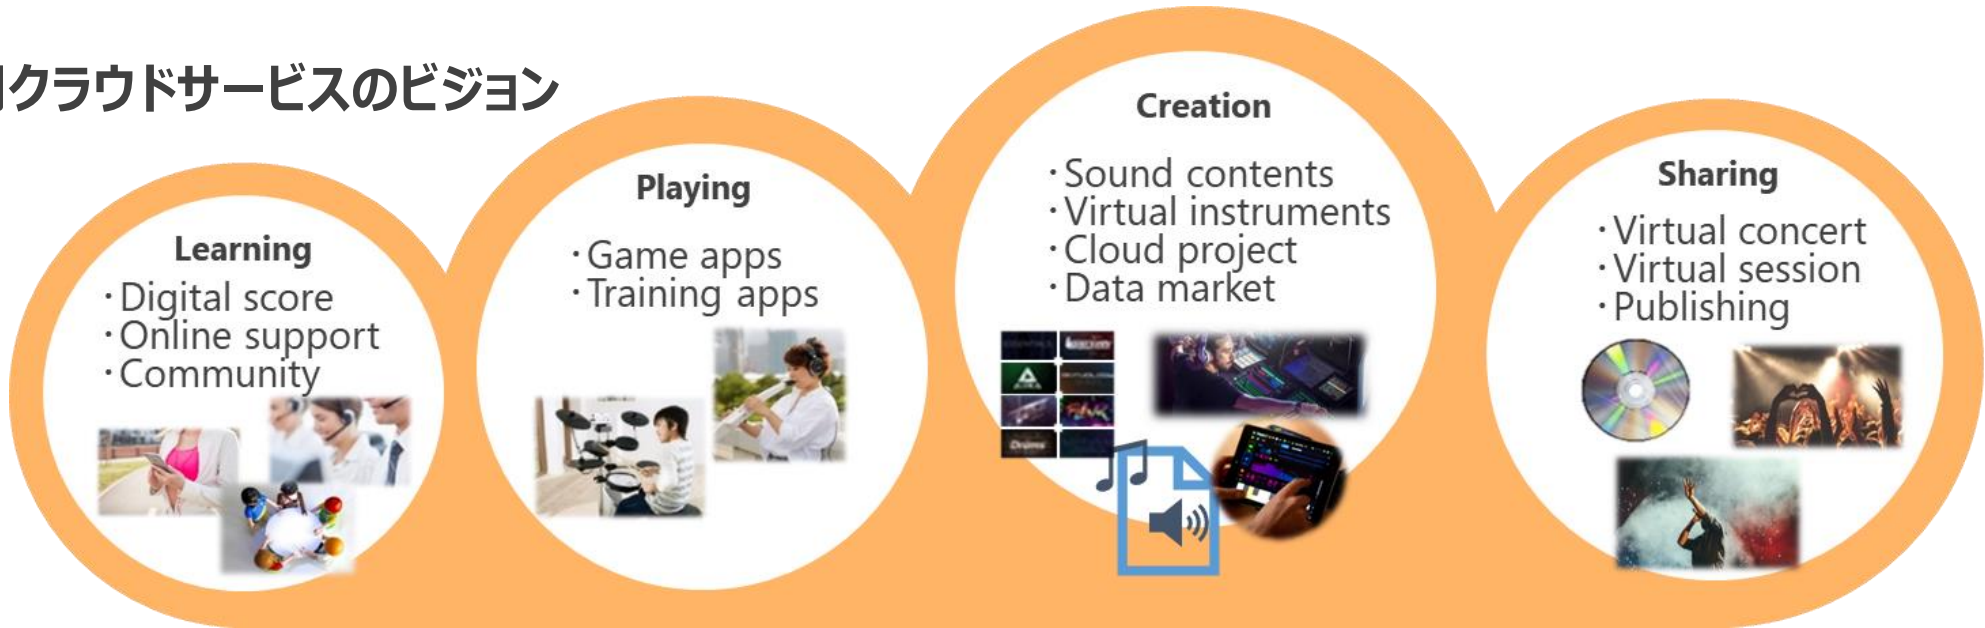 クラウドサービスのビジョン
Learning
・Digital score
・Online support
・Community
Playing
・Game apps
・Training apps
Creation
・Sound contents
・Virtual instruments
・Cloud project
・Data market
Drums
Sharing
・Virtual concert
・Virtual session
・Publishing